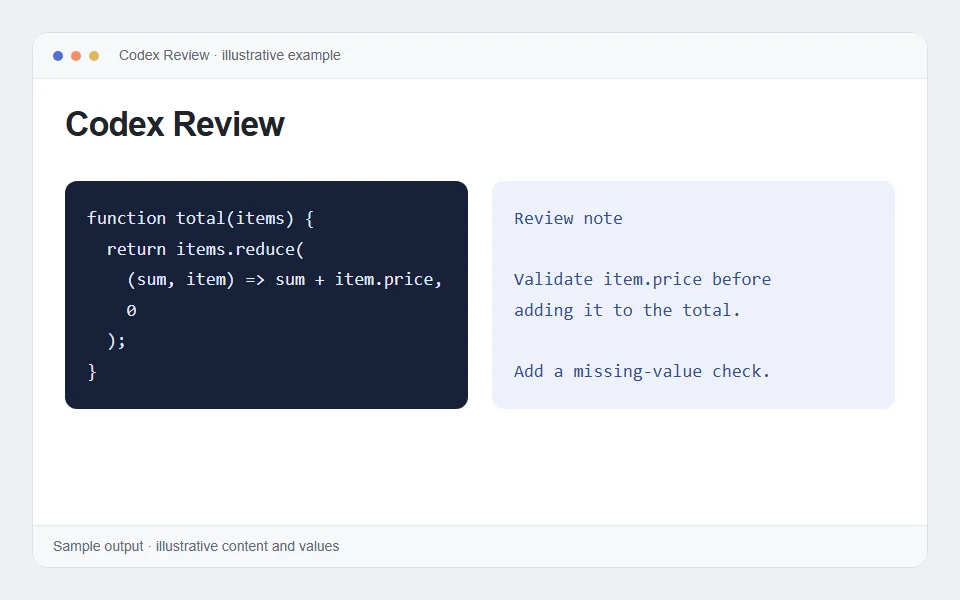 Codex Review · illustrative example
Codex Review
function total(items) {
  return items.reduce(
    (sum, item) => sum + item.price,
    0
  );
}
Review note
Validate item.price before
adding it to the total.
Add a missing-value check.
Sample output · illustrative content and values